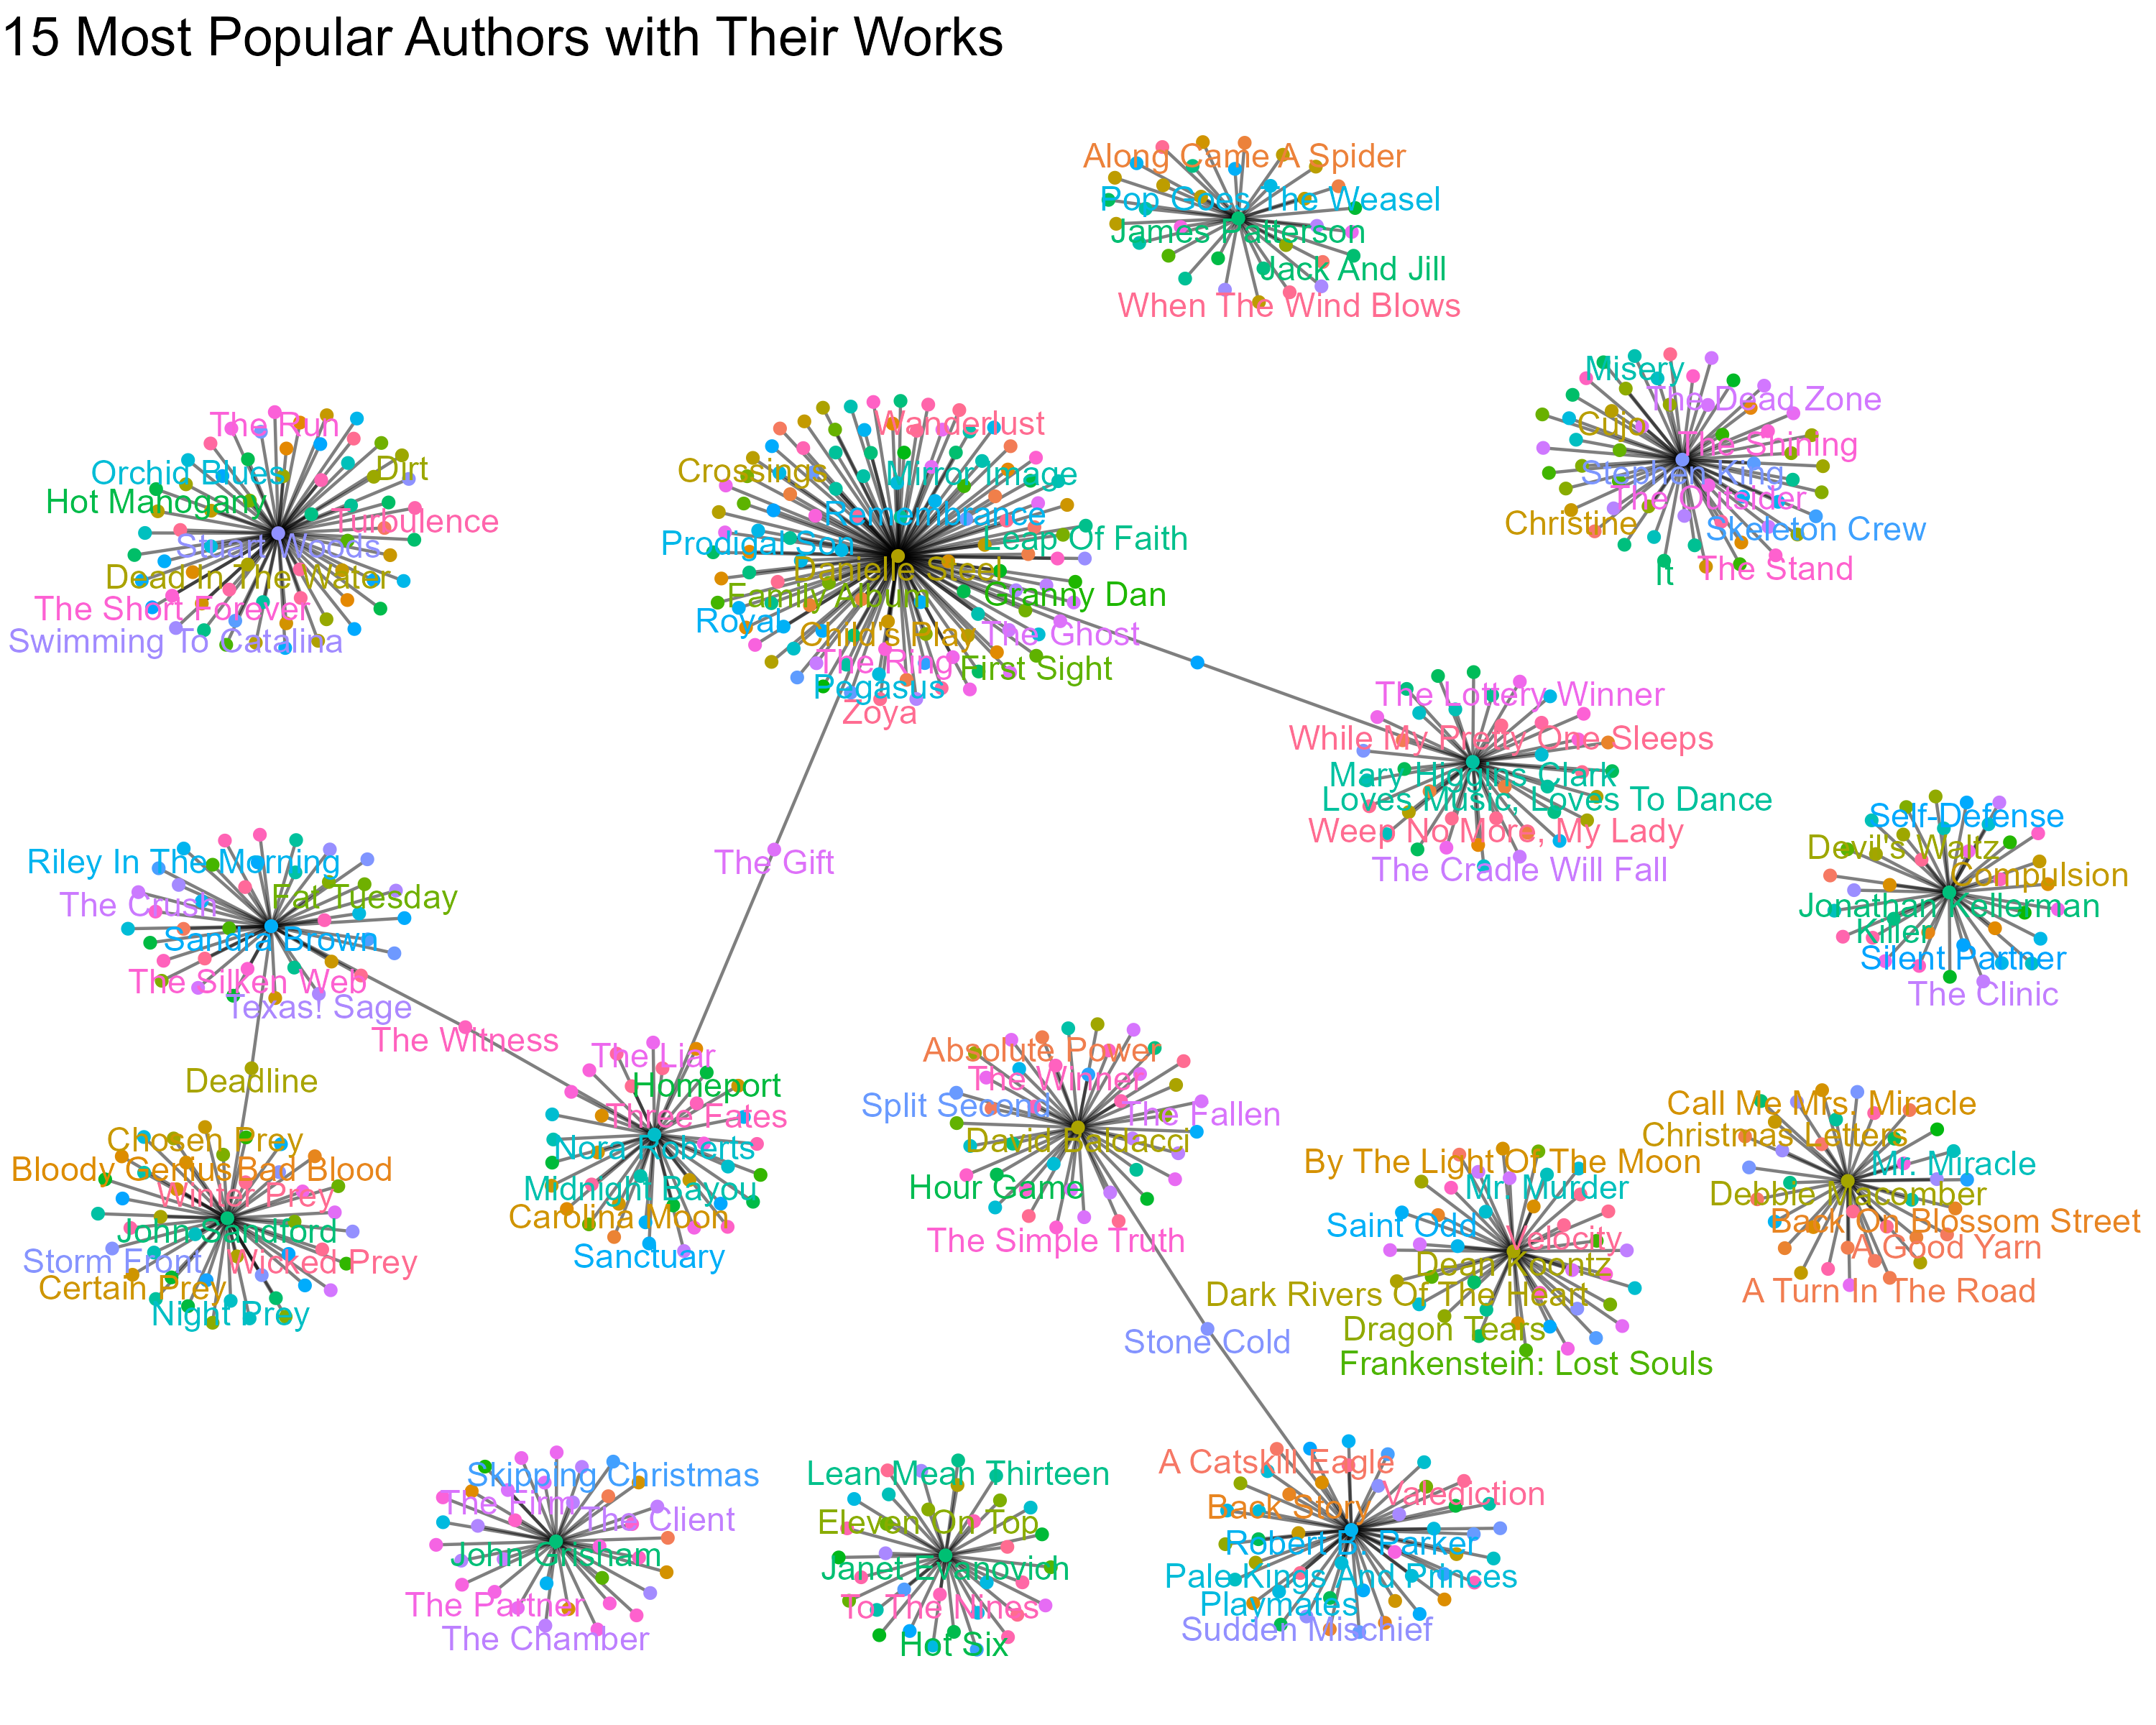 15 Most Popular Authors with Their Works
Along Came A Spider
Pop Goes The Weasel
James Patterson
Jack And Jill
When The Wind Blows
Misery
The Dead Zone
Cujo
The Shining
Stephen King
The Outsider
Christine
Skeleton Crew
It
The Stand
The Run
Orchid Blues
Dirt
Hot Mahogany
Turbulence
Stuart Woods
Dead In The Water
The Short Forever
Swimming To Catalina
Wanderlust
Crossings
Mirror Image
Remembrance
Prodigal Son
Leap Of Faith
Danielle Steel
Family Album
Granny Dan
Royal
Child's Play
The Ghost
The Ring
First Sight
Pegasus
Zoya
The Lottery Winner
While My Pretty One Sleeps
Mary Higgins Clark
Loves Music, Loves To Dance
Weep No More, My Lady
The Cradle Will Fall
The Gift
Self-Defense
Devil's Waltz
Compulsion
Jonathan Kellerman
Killer
Silent Partner
The Clinic
Riley In The Morning
Fat Tuesday
The Crush
Sandra Brown
The Silken Web
Texas! Sage
The Witness
Deadline
The Liar
Homeport
Three Fates
Nora Roberts
Midnight Bayou
Carolina Moon
Sanctuary
Absolute Power
The Winner
Split Second
The Fallen
David Baldacci
Hour Game
The Simple Truth
Stone Cold
Chosen Prey
Bloody Genius
Bad Blood
Winter Prey
John Sandford
Storm Front
Wicked Prey
Certain Prey
Night Prey
By The Light Of The Moon
Mr. Murder
Saint Odd
Velocity
Dean Koontz
Dark Rivers Of The Heart
Dragon Tears
Frankenstein: Lost Souls
Call Me Mrs. Miracle
Christmas Letters
Mr. Miracle
Debbie Macomber
Back On Blossom Street
A Good Yarn
A Turn In The Road
Skipping Christmas
The Firm
The Client
John Grisham
The Partner
The Chamber
Lean Mean Thirteen
Eleven On Top
Janet Evanovich
To The Nines
Hot Six
A Catskill Eagle
Valediction
Back Story
Robert B. Parker
Pale Kings And Princes
Playmates
Sudden Mischief